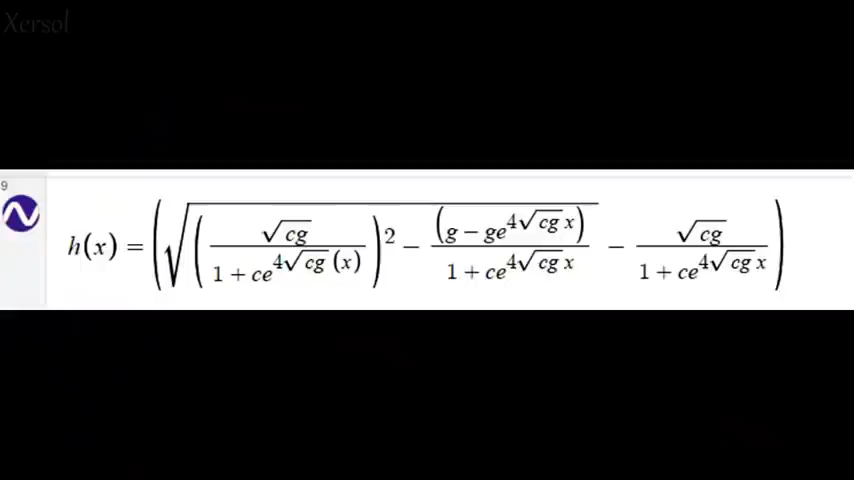 Xersol
9
h(x) = (√((√cg / (1 + ce^(4√cg (x))))^2 − (g − ge^(4√cg x)) / (1 + ce^(4√cg x))) − √cg / (1 + ce^(4√cg x)))